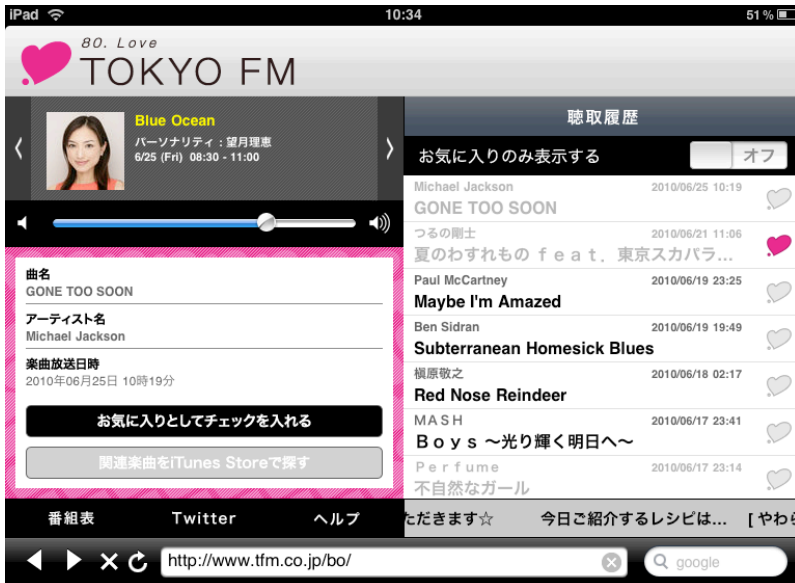 iPad
10:34
51%
80. Love
TOKYO FM
Blue Ocean
パーソナリティ:望月理恵
6/25 (Fri) 08:30 - 11:00
曲名
GONE TOO SOON
アーティスト名
Michael Jackson
楽曲放送日時
2010年06月25日 10時19分
お気に入りとしてチェックを入れる
関連楽曲をiTunes Storeで探す
番組表 Twitter ヘルプ
聴取履歴
お気に入りのみ表示する オフ
Michael Jackson 2010/06/25 10:19
GONE TOO SOON
つるの剛士 2010/06/21 11:06
夏のわすれもの feat. 東京スカパラ...
Paul McCartney 2010/06/19 23:25
Maybe I'm Amazed
Ben Sidran 2010/06/19 19:49
Subterranean Homesick Blues
槇原敬之 2010/06/18 02:17
Red Nose Reindeer
MASH 2010/06/17 23:41
Boys ～光り輝く明日へ～
Perfume 2010/06/17 23:14
不自然なガール
ただきます☆ 今日ご紹介するレシピは... [やわら
http://www.tfm.co.jp/bo/
google